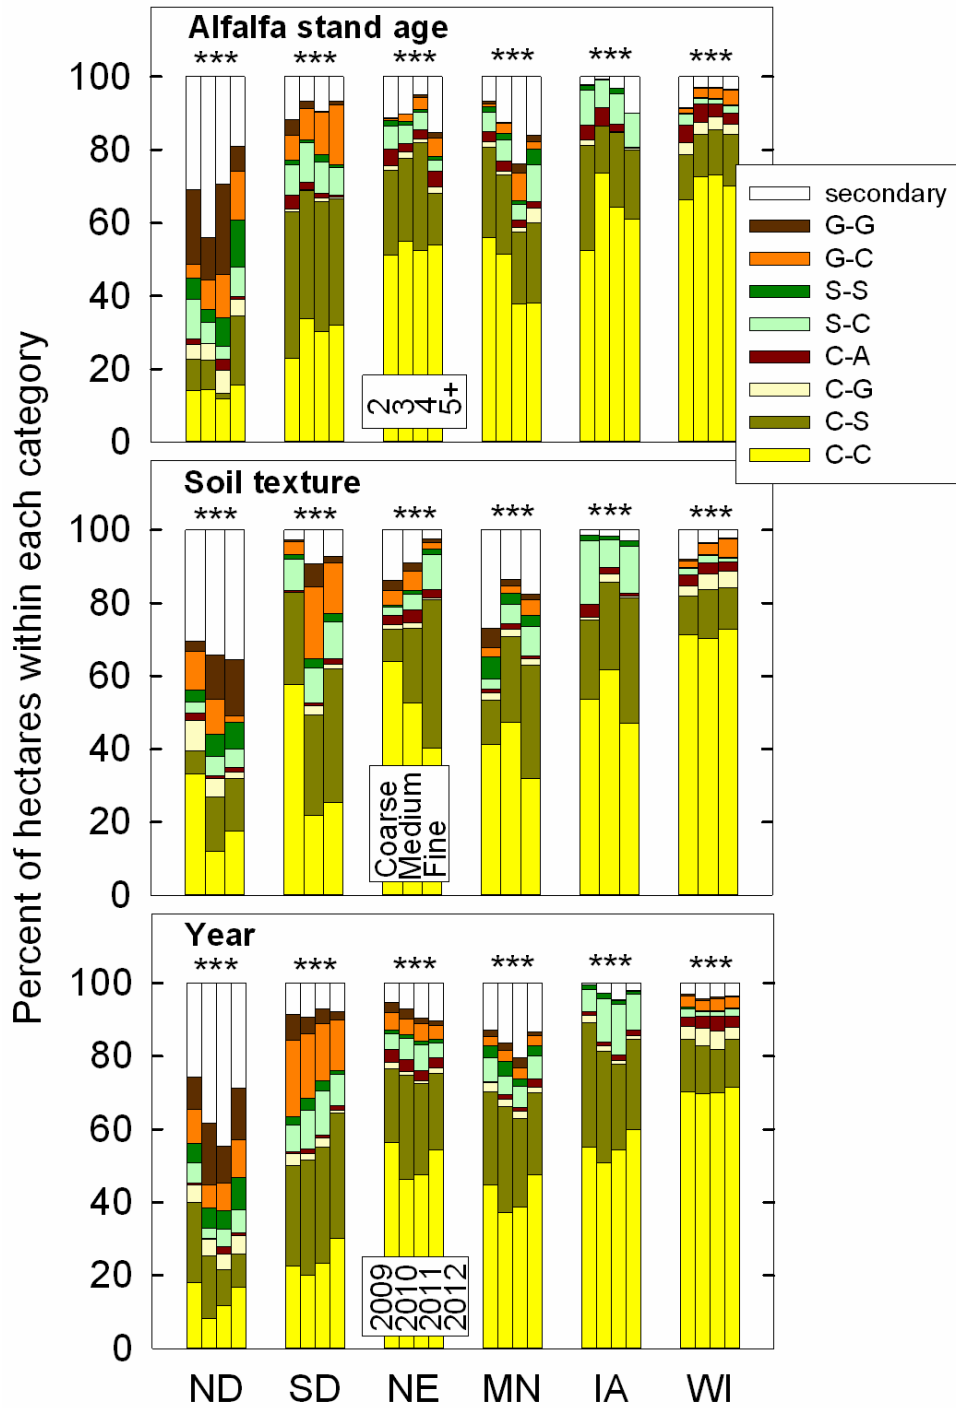 Alfalfa stand age
*** *** *** *** *** ***
100
80
60
40
20
0
2
3
4
5+
secondary
G-G
G-C
S-S
S-C
C-A
C-G
C-S
C-C
Percent of hectares within each category
Soil texture
*** *** *** *** *** ***
100
80
60
40
20
0
Coarse
Medium
Fine
Year
*** *** *** *** *** ***
100
80
60
40
20
0
2009
2010
2011
2012
ND SD NE MN IA WI